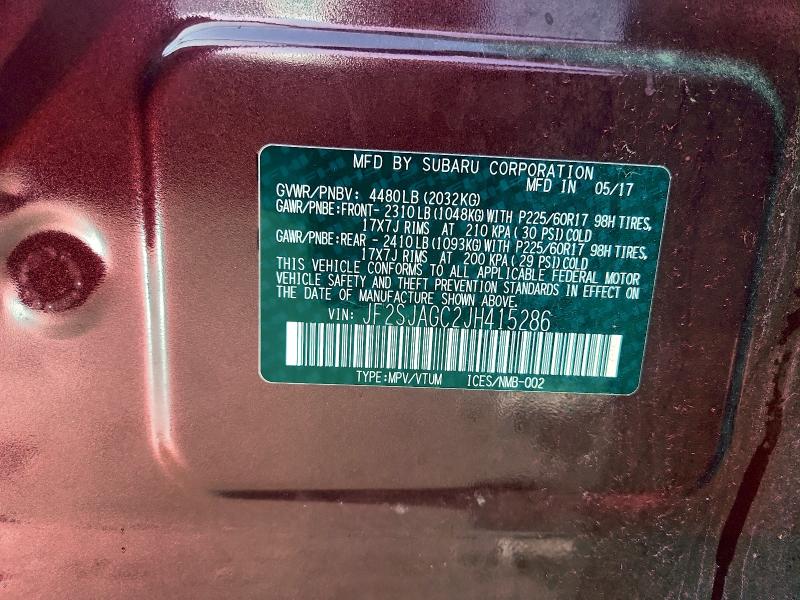 MFD BY SUBARU CORPORATION
MFD IN 05/17
GVWR/PNBV: 4480LB(2032KG)
GAWR/PNBE:FRONT- 2310LB(1048KG) WITH P225/60R17 98H TIRES,
17X7J RIMS AT 210 KPA( 30 PSI)COLD
GAWR/PNBE:REAR - 2410LB(1093KG) WITH P225/60R17 98H TIRES,
17X7J RIMS AT 200 KPA( 29 PSI)COLD
THIS VEHICLE CONFORMS TO ALL APPLICABLE FEDERAL MOTOR
VEHICLE SAFETY AND THEFT PREVENTION STANDARDS IN EFFECT ON
THE DATE OF MANUFACTURE SHOWN ABOVE.
VIN: JF2SJAGC2JH415286
TYPE:MPV/VTUM ICES/NMB-002